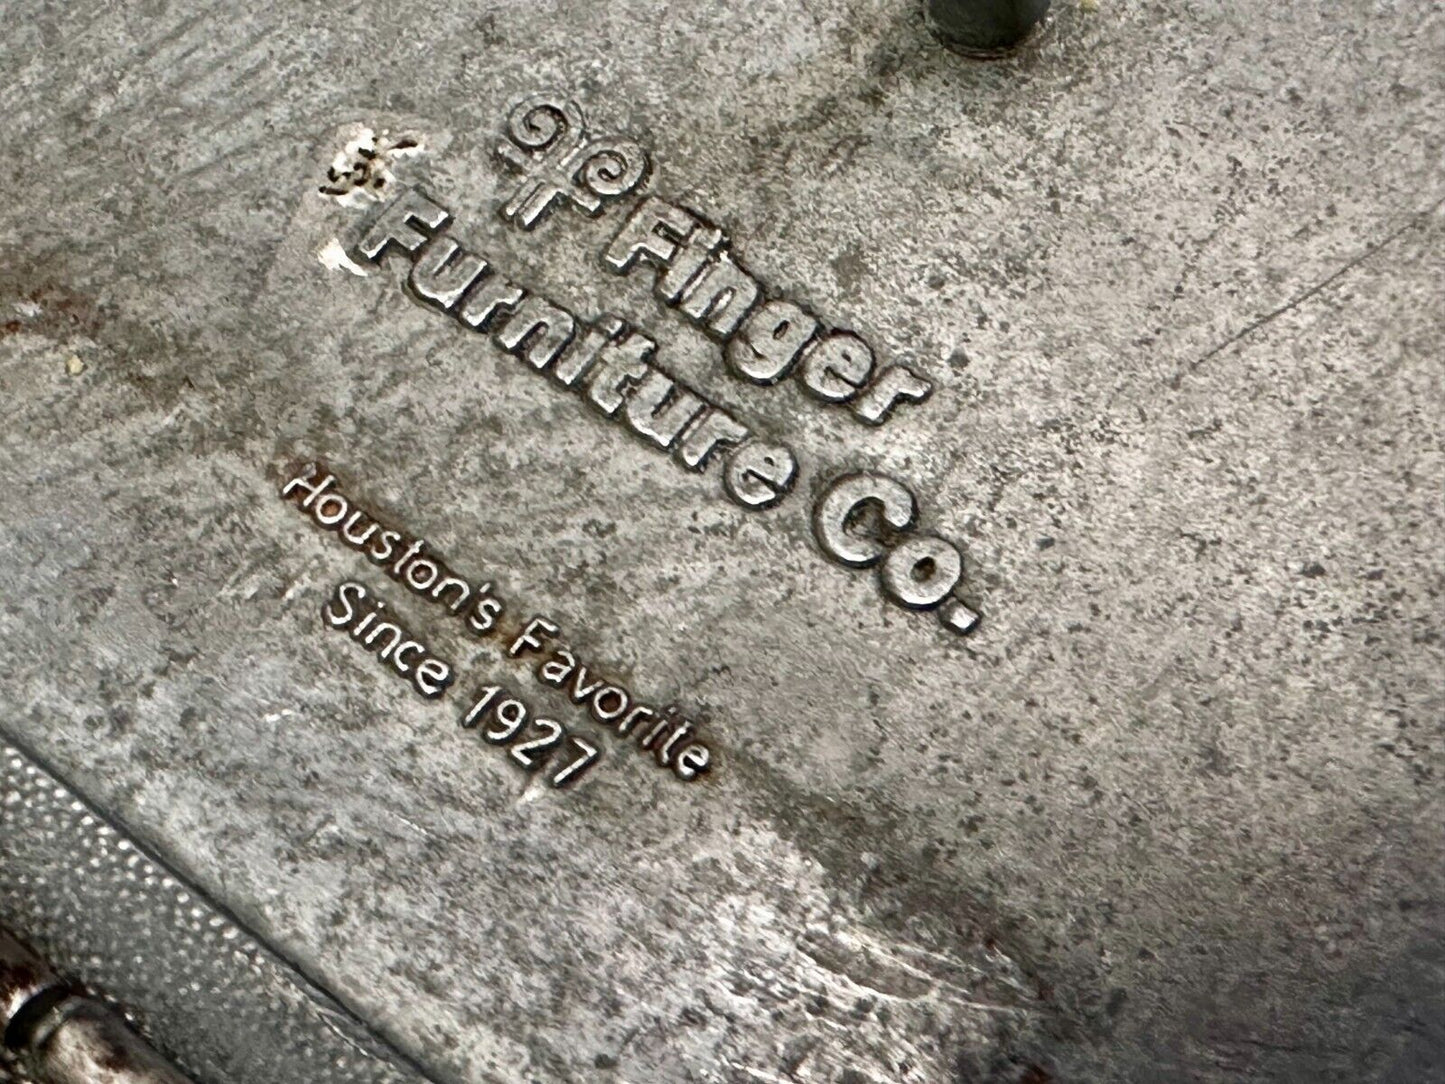 Finger
Furniture Co.
Houston's Favorite
Since 1927